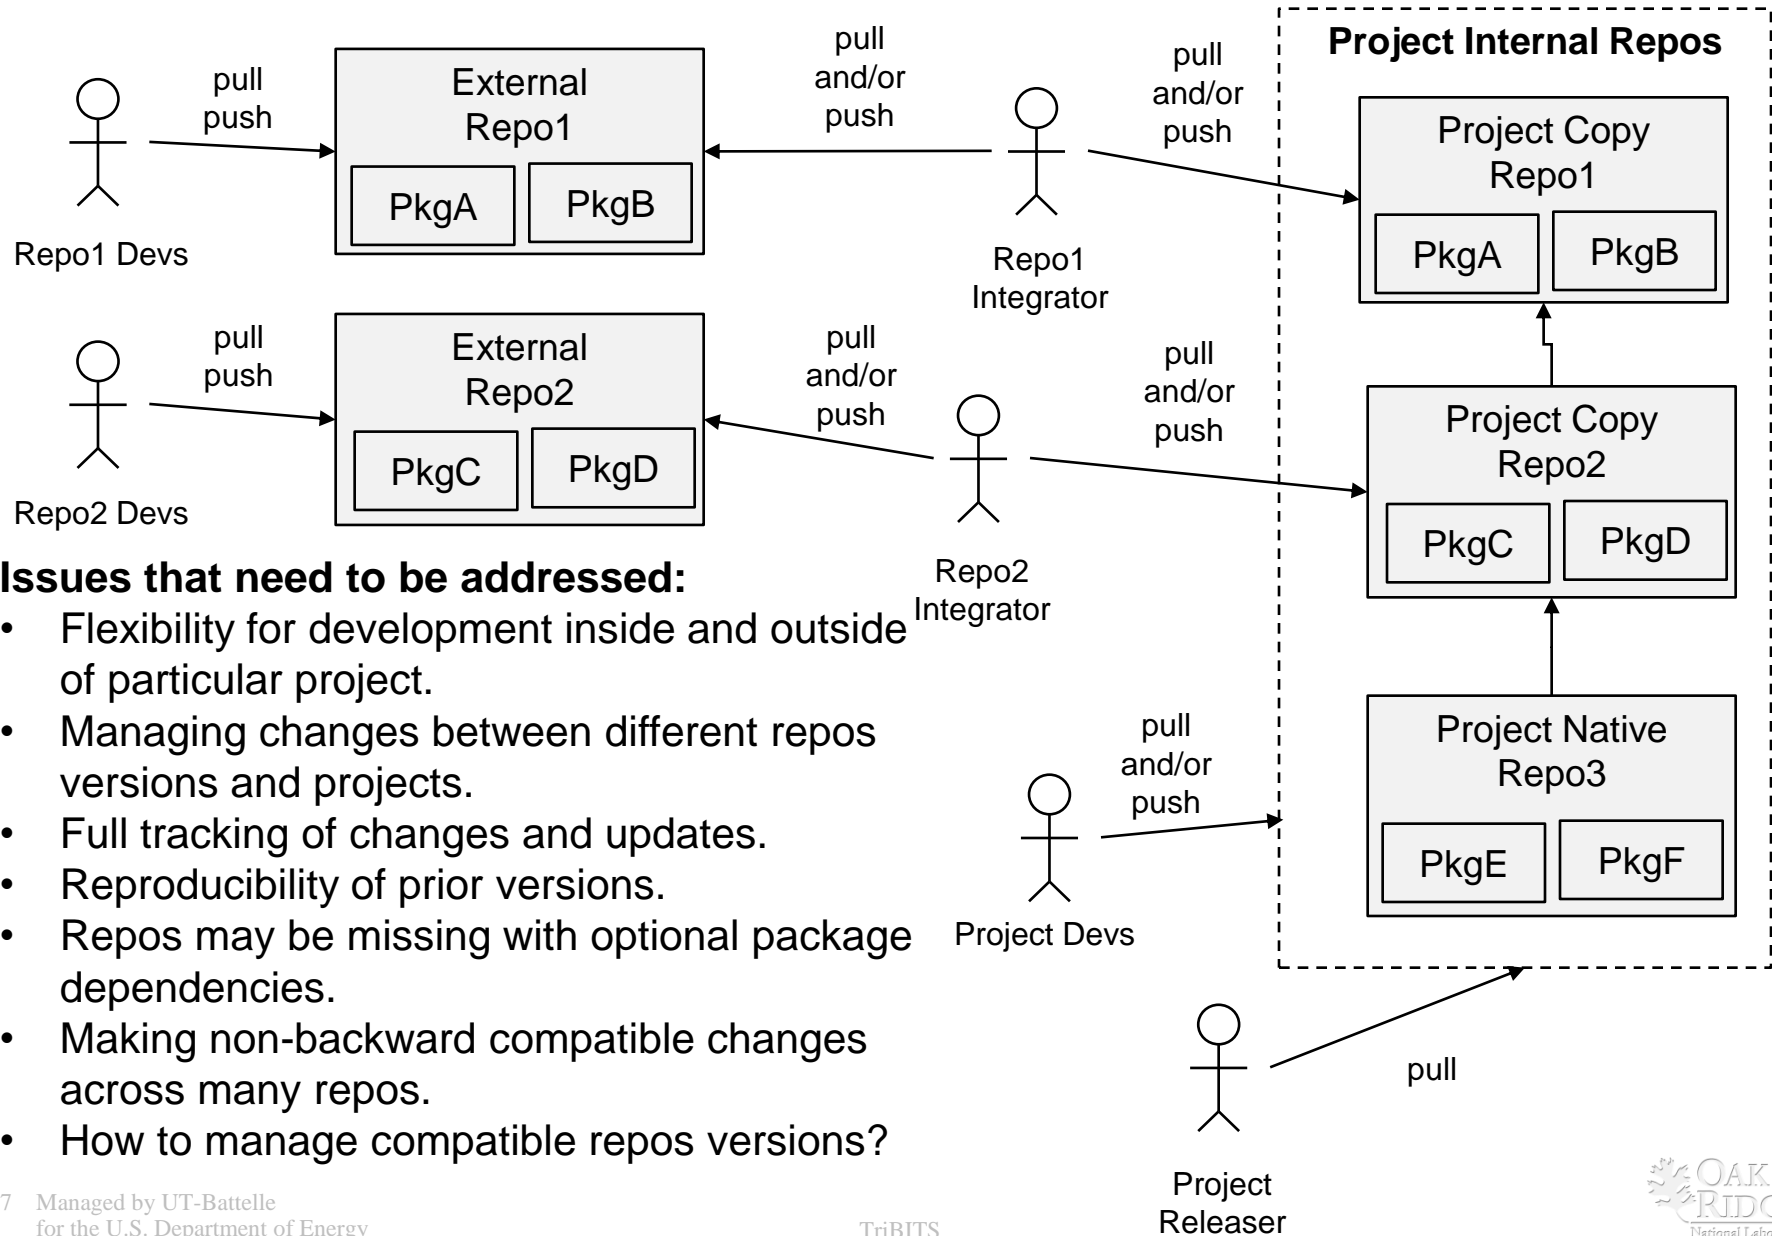 Project Internal Repos
pull
push
External
Repo1
PkgA
PkgB
Repo1 Devs
pull
and/or
push
Repo1
Integrator
pull
and/or
push
Project Copy
Repo1
PkgA
PkgB
pull
push
External
Repo2
PkgC
PkgD
Repo2 Devs
pull
and/or
push
Repo2
Integrator
pull
and/or
push
Project Copy
Repo2
PkgC
PkgD
Issues that need to be addressed:
• Flexibility for development inside and outside
of particular project.
• Managing changes between different repos
versions and projects.
• Full tracking of changes and updates.
• Reproducibility of prior versions.
• Repos may be missing with optional package
dependencies.
• Making non-backward compatible changes
across many repos.
• How to manage compatible repos versions?
pull
and/or
push
Project Devs
Project Native
Repo3
PkgE
PkgF
pull
Project
Releaser
7 Managed by UT-Battelle
for the U.S. Department of Energy
TriBITS
OAK
National